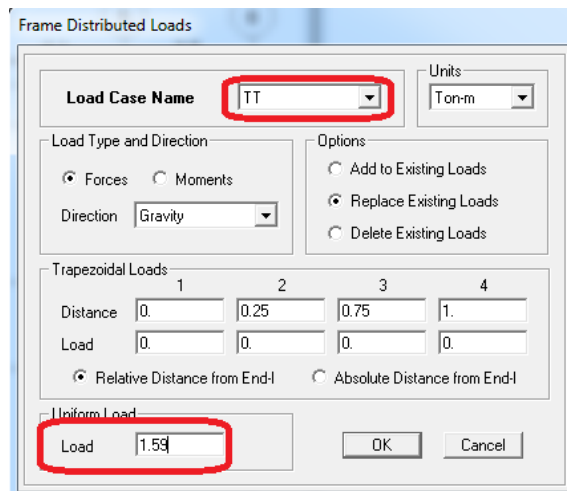 Frame Distributed Loads
Units
Load Case Name TT Ton-m
Load Type and Direction
Forces Moments
Direction Gravity
Options
Add to Existing Loads
Replace Existing Loads
Delete Existing Loads
Trapezoidal Loads
1 2 3 4
Distance 0. 0.25 0.75 1.
Load 0. 0. 0. 0.
Relative Distance from End-I Absolute Distance from End-I
Uniform Load
Load 1.59
OK Cancel